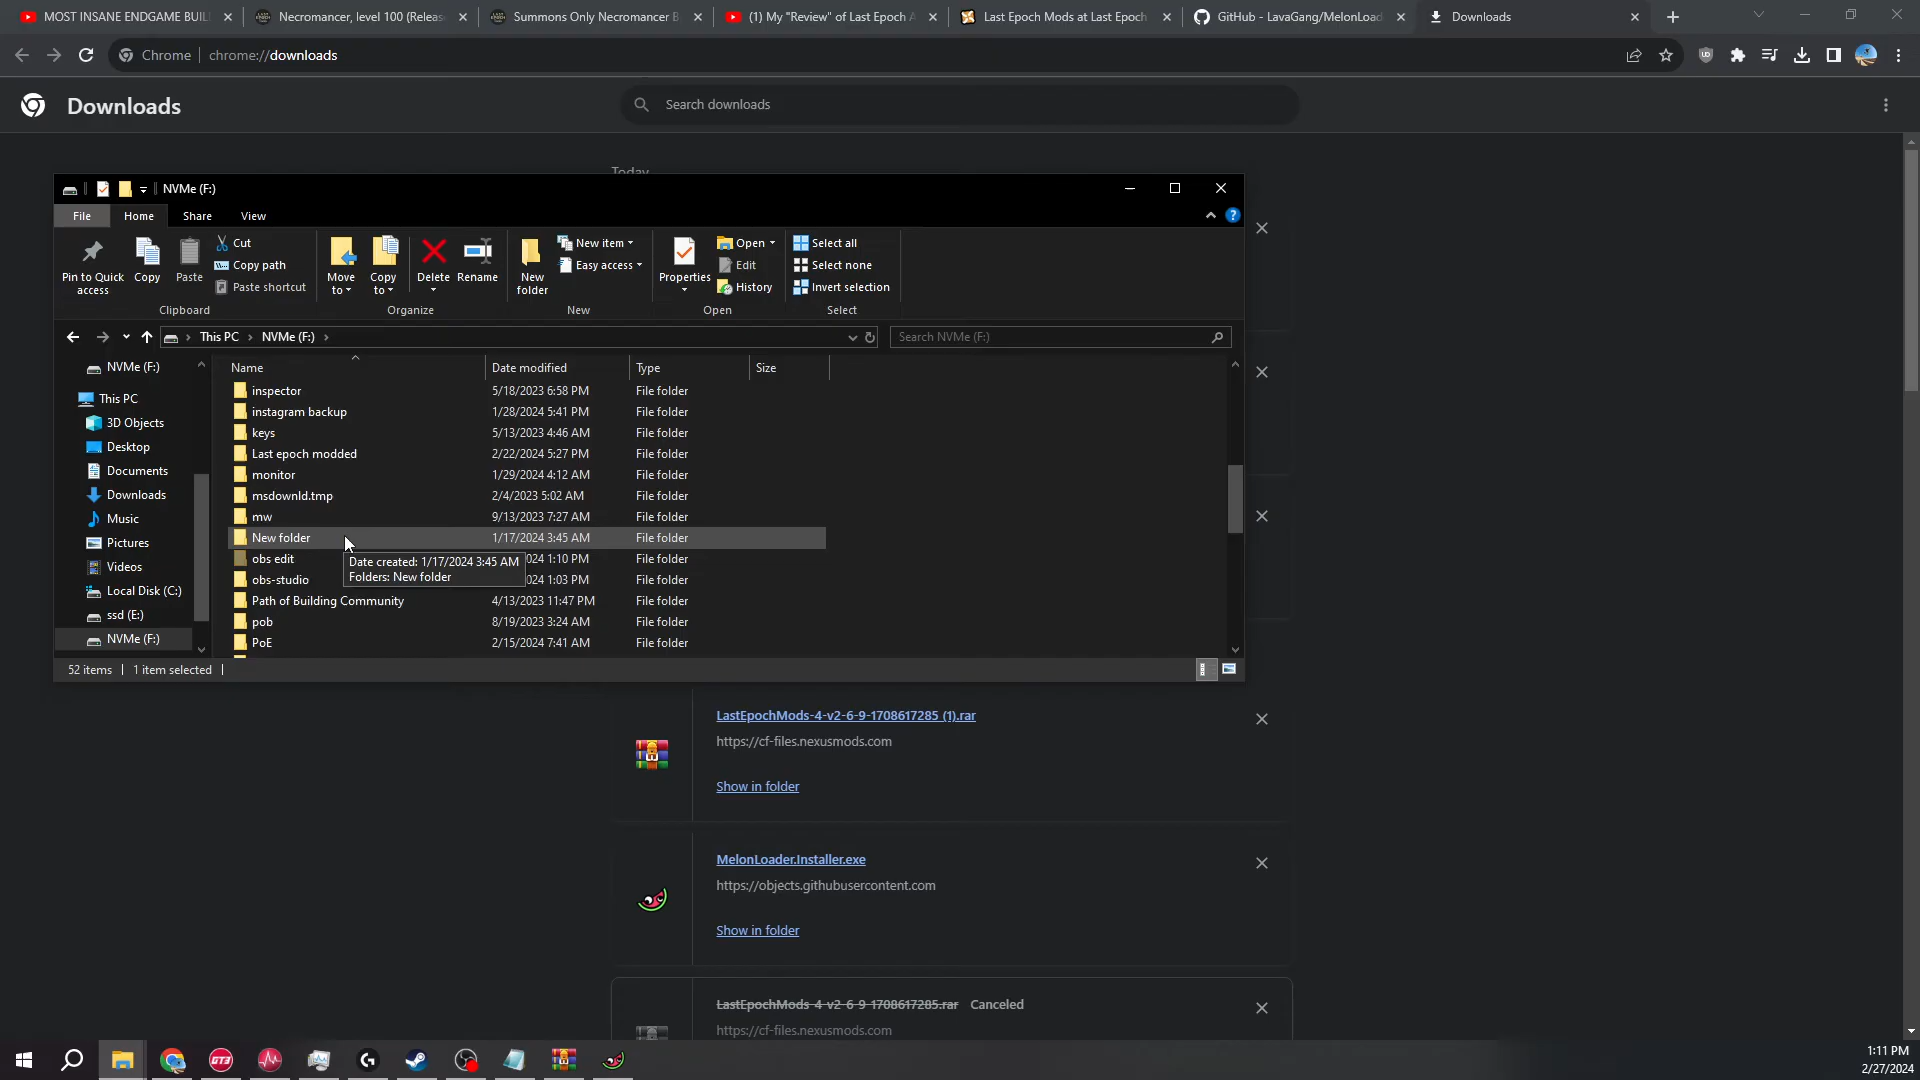 MOST INSANE ENDGAME BUIL
Necromancer, level 100 (Releas
Summons Only Necromancer B
(1) My "Review" of Last Epoch A
Last Epoch Mods at Last Epoch
GitHub - LavaGang/MelonLoad
Downloads
Chrome
chrome://downloads
Downloads
Search downloads
Today
NVMe (F:)
File
Home
Share
View
Pin to Quick access
Copy
Paste
Cut
Copy path
Paste shortcut
Clipboard
Move to
Copy to
Delete
Rename
Organize
New folder
New item
Easy access
New
Properties
Open
Edit
History
Open
Select all
Select none
Invert selection
Select
This PC > NVMe (F:) >
Search NVMe (F:)
NVMe (F:)
This PC
3D Objects
Desktop
Documents
Downloads
Music
Pictures
Videos
Local Disk (C:)
ssd (E:)
NVMe (F:)
Name Date modified Type Size
inspector 5/18/2023 6:58 PM File folder
instagram backup 1/28/2024 5:41 PM File folder
keys 5/13/2023 4:46 AM File folder
Last epoch modded 2/22/2024 5:27 PM File folder
monitor 1/29/2024 4:12 AM File folder
msdownld.tmp 2/4/2023 5:02 AM File folder
mw 9/13/2023 7:27 AM File folder
New folder 1/17/2024 3:45 AM File folder
obs edit 024 1:10 PM File folder
obs-studio 024 1:03 PM File folder
Path of Building Community 4/13/2023 11:47 PM File folder
pob 8/19/2023 3:24 AM File folder
PoE 2/15/2024 7:41 AM File folder
Date created: 1/17/2024 3:45 AM
Folders: New folder
52 items
1 item selected
LastEpochMods-4-v2-6-9-1708617285 (1).rar
https://cf-files.nexusmods.com
Show in folder
MelonLoader.Installer.exe
https://objects.githubusercontent.com
Show in folder
LastEpochMods-4-v2-6-9-1708617285.rar Canceled
https://cf-files.nexusmods.com
GT3
1:11 PM
2/27/2024